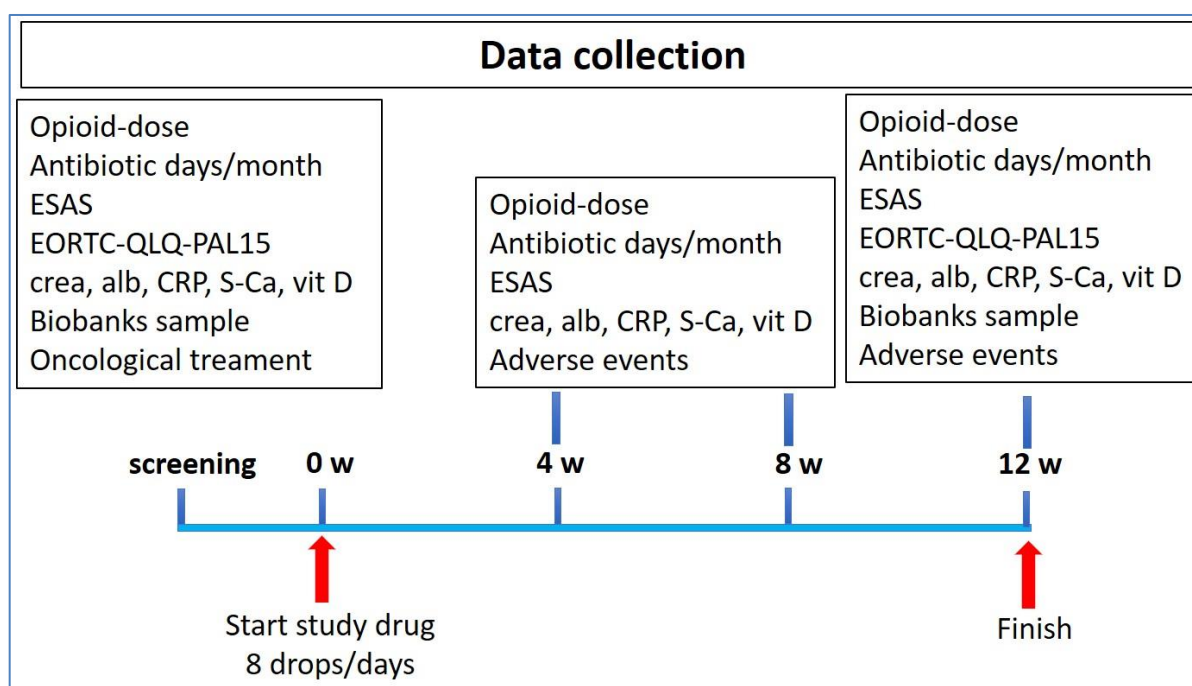 Data collection
Opioid-dose
Antibiotic days/month
ESAS
EORTC-QLQ-PAL15
crea, alb, CRP, S-Ca, vit D
Biobanks sample
Oncological treament
Opioid-dose
Antibiotic days/month
ESAS
crea, alb, CRP, S-Ca, vit D
Adverse events
Opioid-dose
Antibiotic days/month
ESAS
EORTC-QLQ-PAL15
crea, alb, CRP, S-Ca, vit D
Biobanks sample
Adverse events
screening 0 w 4 w 8 w 12 w
Start study drug
8 drops/days
Finish